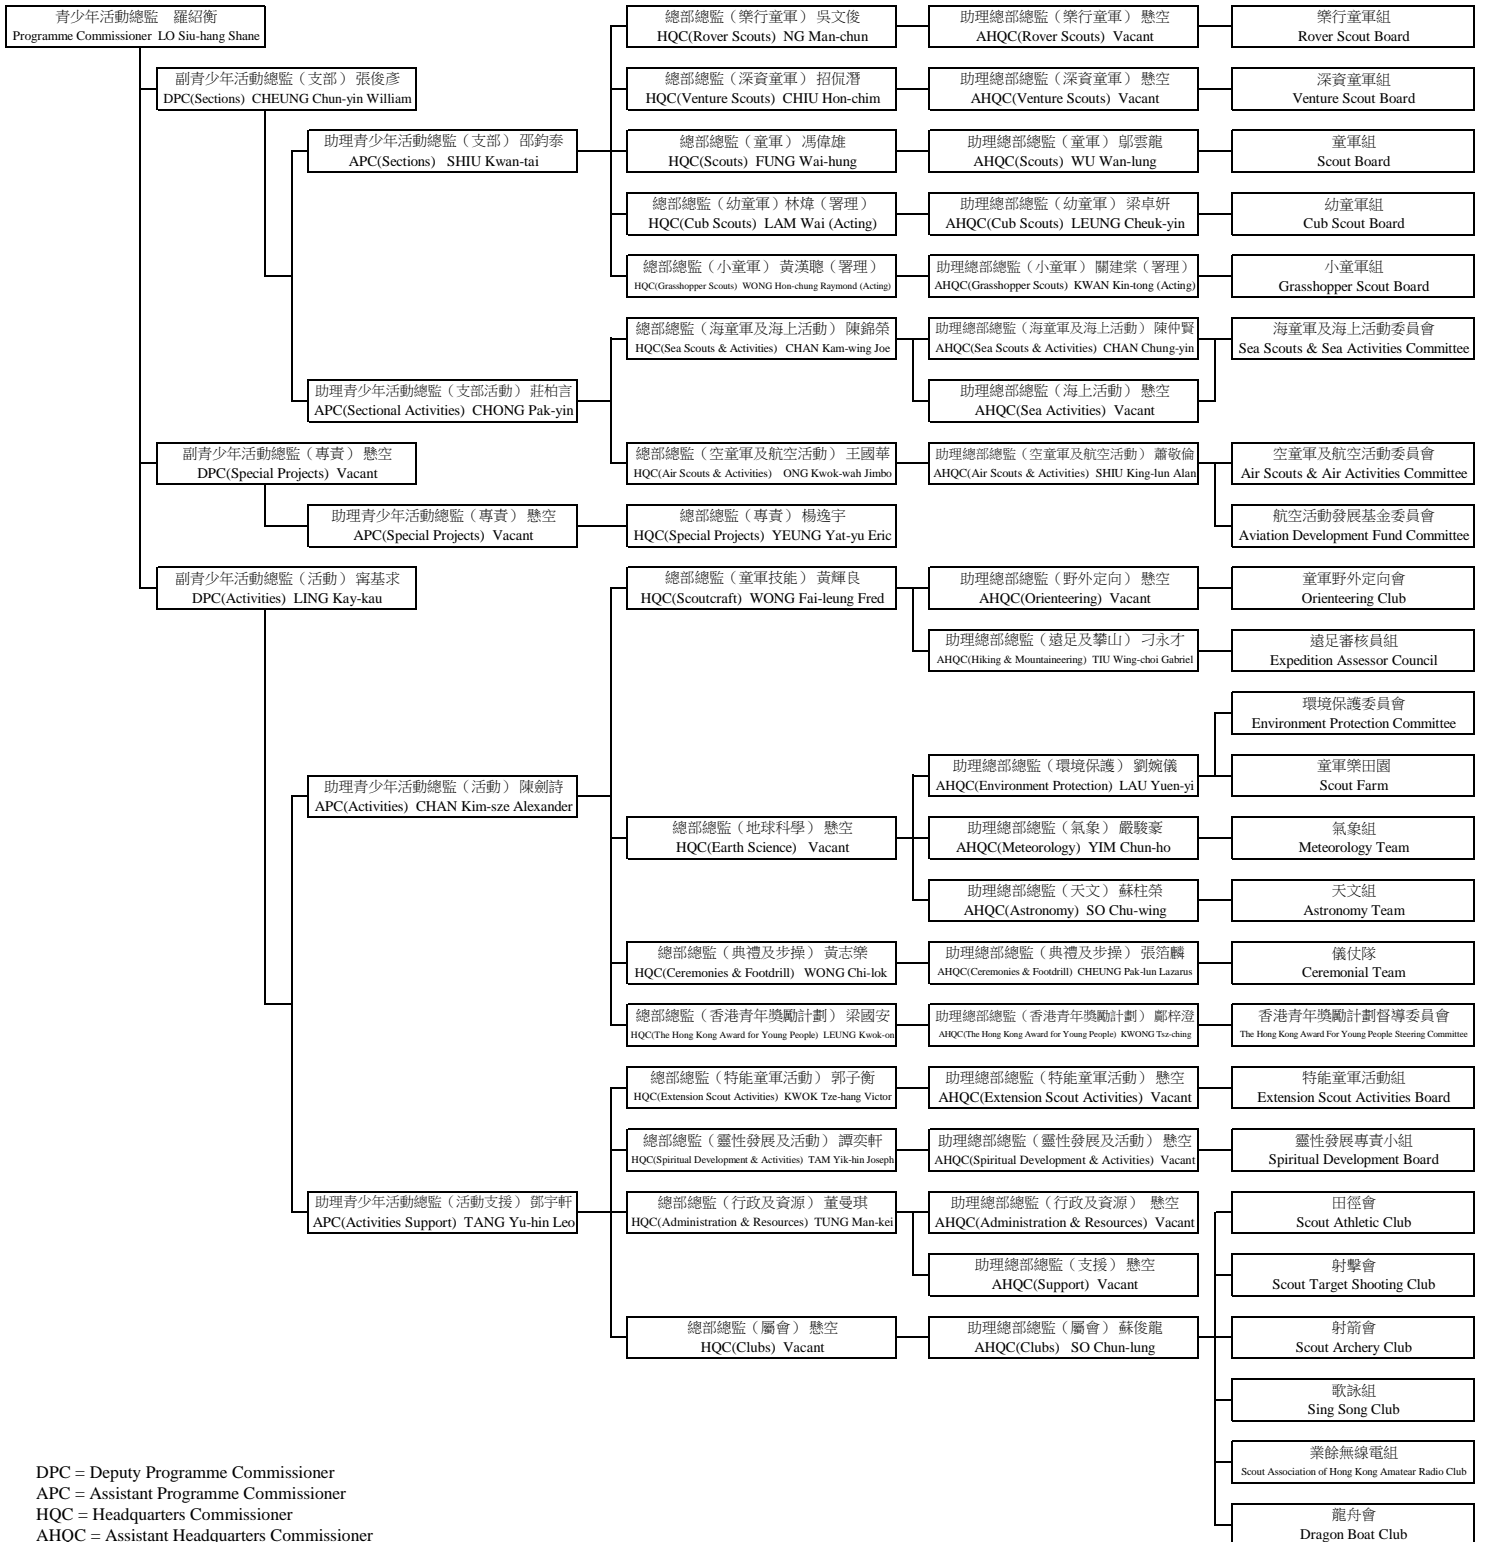 青少年活動總監 羅紹衡
Programme Commissioner LO Siu-hang Shane
副青少年活動總監（支部）張俊彥
DPC(Sections) CHEUNG Chun-yin William
助理青少年活動總監（支部）邵鈞泰
APC(Sections) SHIU Kwan-tai
總部總監（樂行童軍）吳文俊
HQC(Rover Scouts) NG Man-chun
助理總部總監（樂行童軍）懸空
AHQC(Rover Scouts) Vacant
樂行童軍組
Rover Scout Board
總部總監（深資童軍）招侃潛
HQC(Venture Scouts) CHIU Hon-chim
助理總部總監（深資童軍）懸空
AHQC(Venture Scouts) Vacant
深資童軍組
Venture Scout Board
總部總監（童軍）馮偉雄
HQC(Scouts) FUNG Wai-hung
助理總部總監（童軍）鄔雲龍
AHQC(Scouts) WU Wan-lung
童軍組
Scout Board
總部總監（幼童軍）林煒（署理）
HQC(Cub Scouts) LAM Wai (Acting)
助理總部總監（幼童軍）梁卓妍
AHQC(Cub Scouts) LEUNG Cheuk-yin
幼童軍組
Cub Scout Board
總部總監（小童軍）黃漢聰（署理）
HQC(Grasshopper Scouts) WONG Hon-chung Raymond (Acting)
助理總部總監（小童軍）關建棠（署理）
AHQC(Grasshopper Scouts) KWAN Kin-tong (Acting)
小童軍組
Grasshopper Scout Board
助理青少年活動總監（支部活動）莊柏言
APC(Sectional Activities) CHONG Pak-yin
總部總監（海童軍及海上活動）陳錦榮
HQC(Sea Scouts & Activities) CHAN Kam-wing Joe
助理總部總監（海童軍及海上活動）陳仲賢
AHQC(Sea Scouts & Activities) CHAN Chung-yin
海童軍及海上活動委員會
Sea Scouts & Sea Activities Committee
助理總部總監（海上活動）懸空
AHQC(Sea Activities) Vacant
總部總監（空童軍及航空活動）王國華
HQC(Air Scouts & Activities) ONG Kwok-wah Jimbo
助理總部總監（空童軍及航空活動）蕭敬倫
AHQC(Air Scouts & Activities) SHIU King-lun Alan
空童軍及航空活動委員會
Air Scouts & Air Activities Committee
航空活動發展基金委員會
Aviation Development Fund Committee
副青少年活動總監（專責）懸空
DPC(Special Projects) Vacant
助理青少年活動總監（專責）懸空
APC(Special Projects) Vacant
總部總監（專責）楊逸宇
HQC(Special Projects) YEUNG Yat-yu Eric
副青少年活動總監（活動）甯基求
DPC(Activities) LING Kay-kau
助理青少年活動總監（活動）陳劍詩
APC(Activities) CHAN Kim-sze Alexander
總部總監（童軍技能）黃輝良
HQC(Scoutcraft) WONG Fai-leung Fred
助理總部總監（野外定向）懸空
AHQC(Orienteering) Vacant
童軍野外定向會
Orienteering Club
助理總部總監（遠足及攀山）刁永才
AHQC(Hiking & Mountaineering) TIU Wing-choi Gabriel
遠足審核員組
Expedition Assessor Council
總部總監（地球科學）懸空
HQC(Earth Science) Vacant
助理總部總監（環境保護）劉婉儀
AHQC(Environment Protection) LAU Yuen-yi
環境保護委員會
Environment Protection Committee
童軍樂田園
Scout Farm
助理總部總監（氣象）嚴駿豪
AHQC(Meteorology) YIM Chun-ho
氣象組
Meteorology Team
助理總部總監（天文）蘇柱榮
AHQC(Astronomy) SO Chu-wing
天文組
Astronomy Team
總部總監（典禮及步操）黃志樂
HQC(Ceremonies & Footdrill) WONG Chi-lok
助理總部總監（典禮及步操）張箔麟
AHQC(Ceremonies & Footdrill) CHEUNG Pak-lun Lazarus
儀仗隊
Ceremonial Team
總部總監（香港青年獎勵計劃）梁國安
HQC(The Hong Kong Award for Young People) LEUNG Kwok-on
助理總部總監（香港青年獎勵計劃）鄺梓澄
AHQC(The Hong Kong Award for Young People) KWONG Tsz-ching
香港青年獎勵計劃督導委員會
The Hong Kong Award For Young People Steering Committee
助理青少年活動總監（活動支援）鄧宇軒
APC(Activities Support) TANG Yu-hin Leo
總部總監（特能童軍活動）郭子衡
HQC(Extension Scout Activities) KWOK Tze-hang Victor
助理總部總監（特能童軍活動）懸空
AHQC(Extension Scout Activities) Vacant
特能童軍活動組
Extension Scout Activities Board
總部總監（靈性發展及活動）譚奕軒
HQC(Spiritual Development & Activities) TAM Yik-hin Joseph
助理總部總監（靈性發展及活動）懸空
AHQC(Spiritual Development & Activities) Vacant
靈性發展專責小組
Spiritual Development Board
總部總監（行政及資源）董曼琪
HQC(Administration & Resources) TUNG Man-kei
助理總部總監（行政及資源）懸空
AHQC(Administration & Resources) Vacant
助理總部總監（支援）懸空
AHQC(Support) Vacant
總部總監（屬會）懸空
HQC(Clubs) Vacant
助理總部總監（屬會）蘇俊龍
AHQC(Clubs) SO Chun-lung
田徑會
Scout Athletic Club
射擊會
Scout Target Shooting Club
射箭會
Scout Archery Club
歌詠組
Sing Song Club
業餘無線電組
Scout Association of Hong Kong Amatear Radio Club
龍舟會
Dragon Boat Club
DPC = Deputy Programme Commissioner
APC = Assistant Programme Commissioner
HQC = Headquarters Commissioner
AHQC = Assistant Headquarters Commissioner